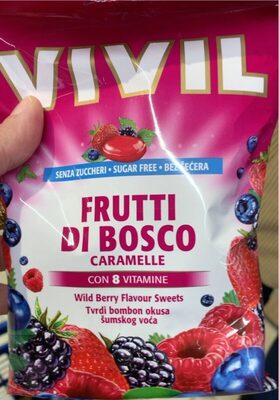 VIVIL
SENZA ZUCCHERI • SUGAR FREE • BEZ ŠEĆERA
FRUTTI
DI BOSCO
CARAMELLE
CON 8 VITAMINE
Wild Berry Flavour Sweets
Tvrdi bombon okusa
šumskog voća